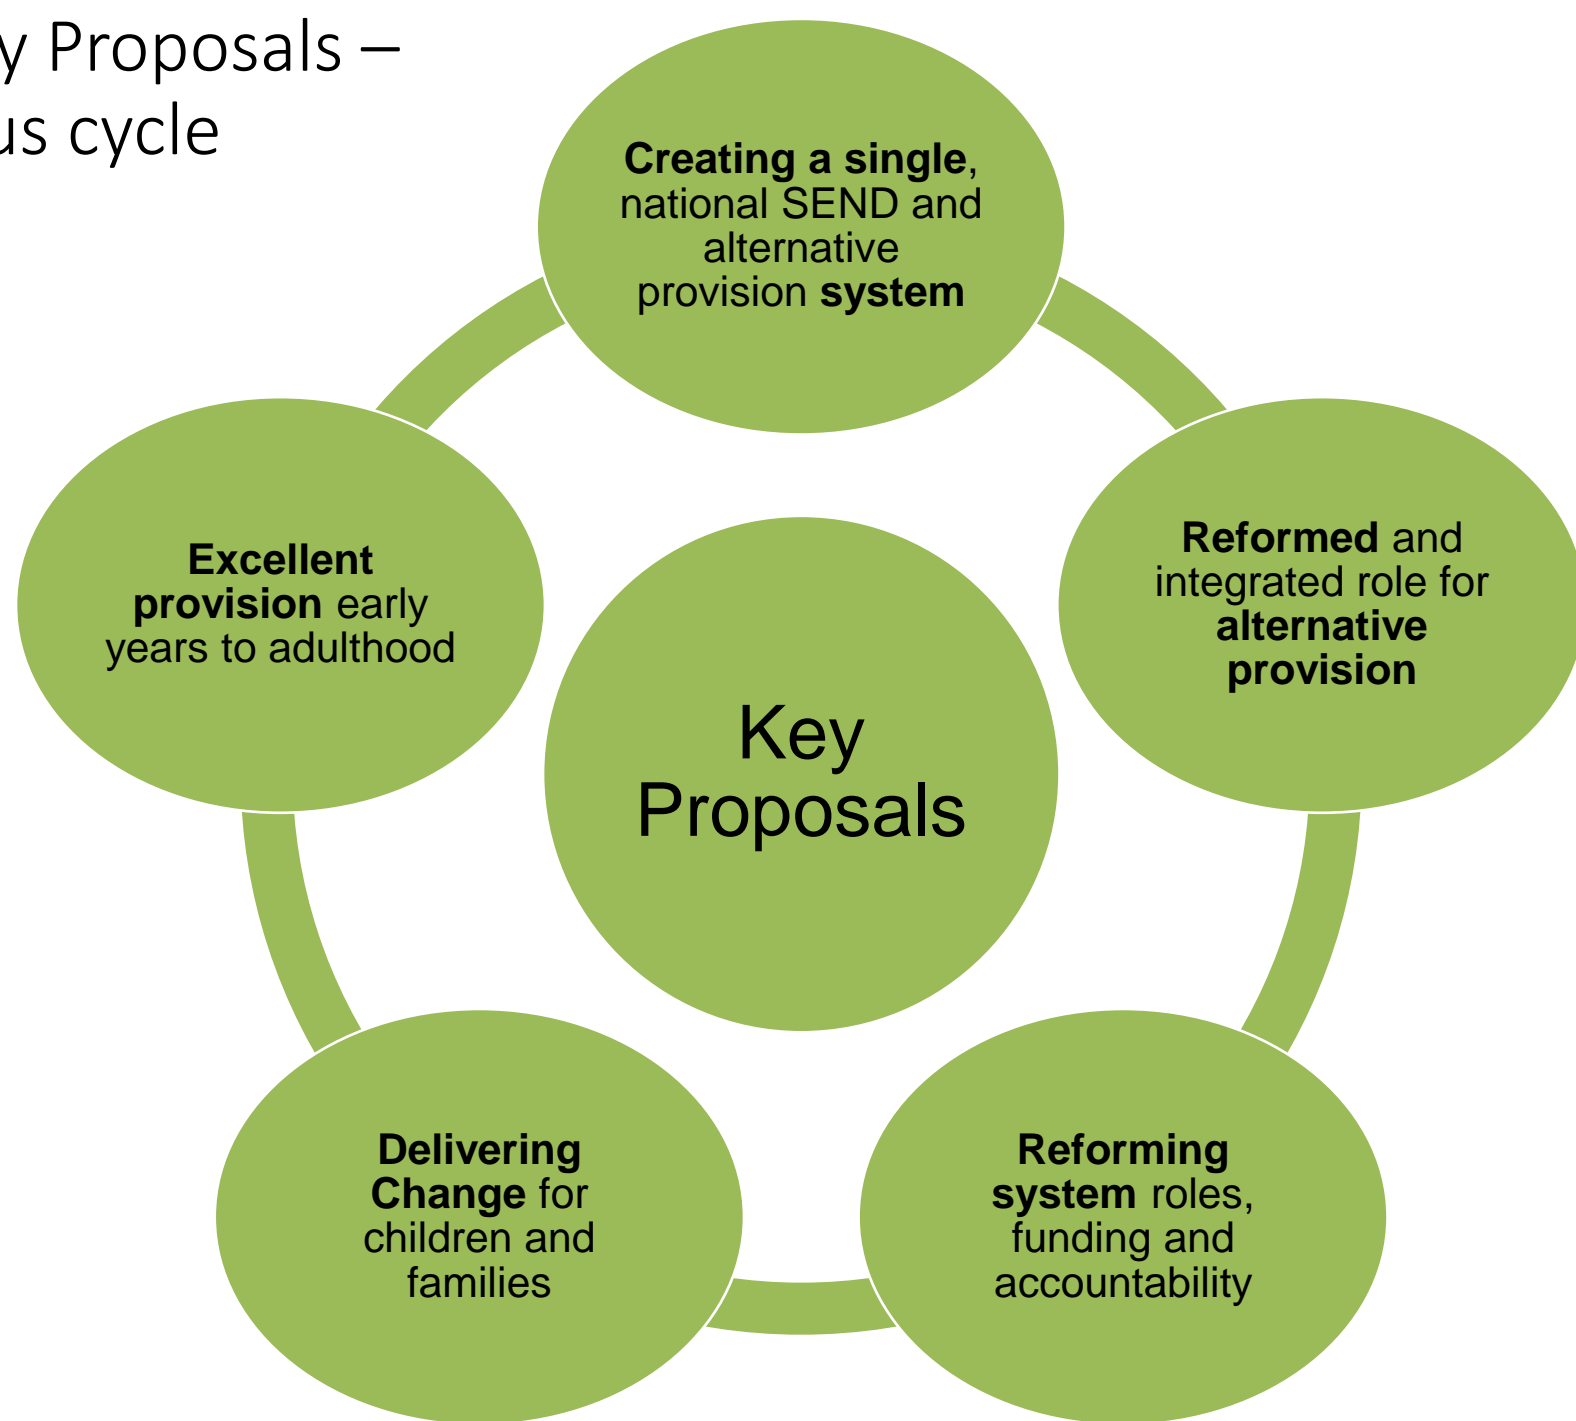 y Proposals –
us cycle
Creating a single,
national SEND and
alternative
provision system
Reformed and
integrated role for
alternative
provision
Reforming
system roles,
funding and
accountability
Delivering
Change for
children and
families
Excellent
provision early
years to adulthood
Key
Proposals